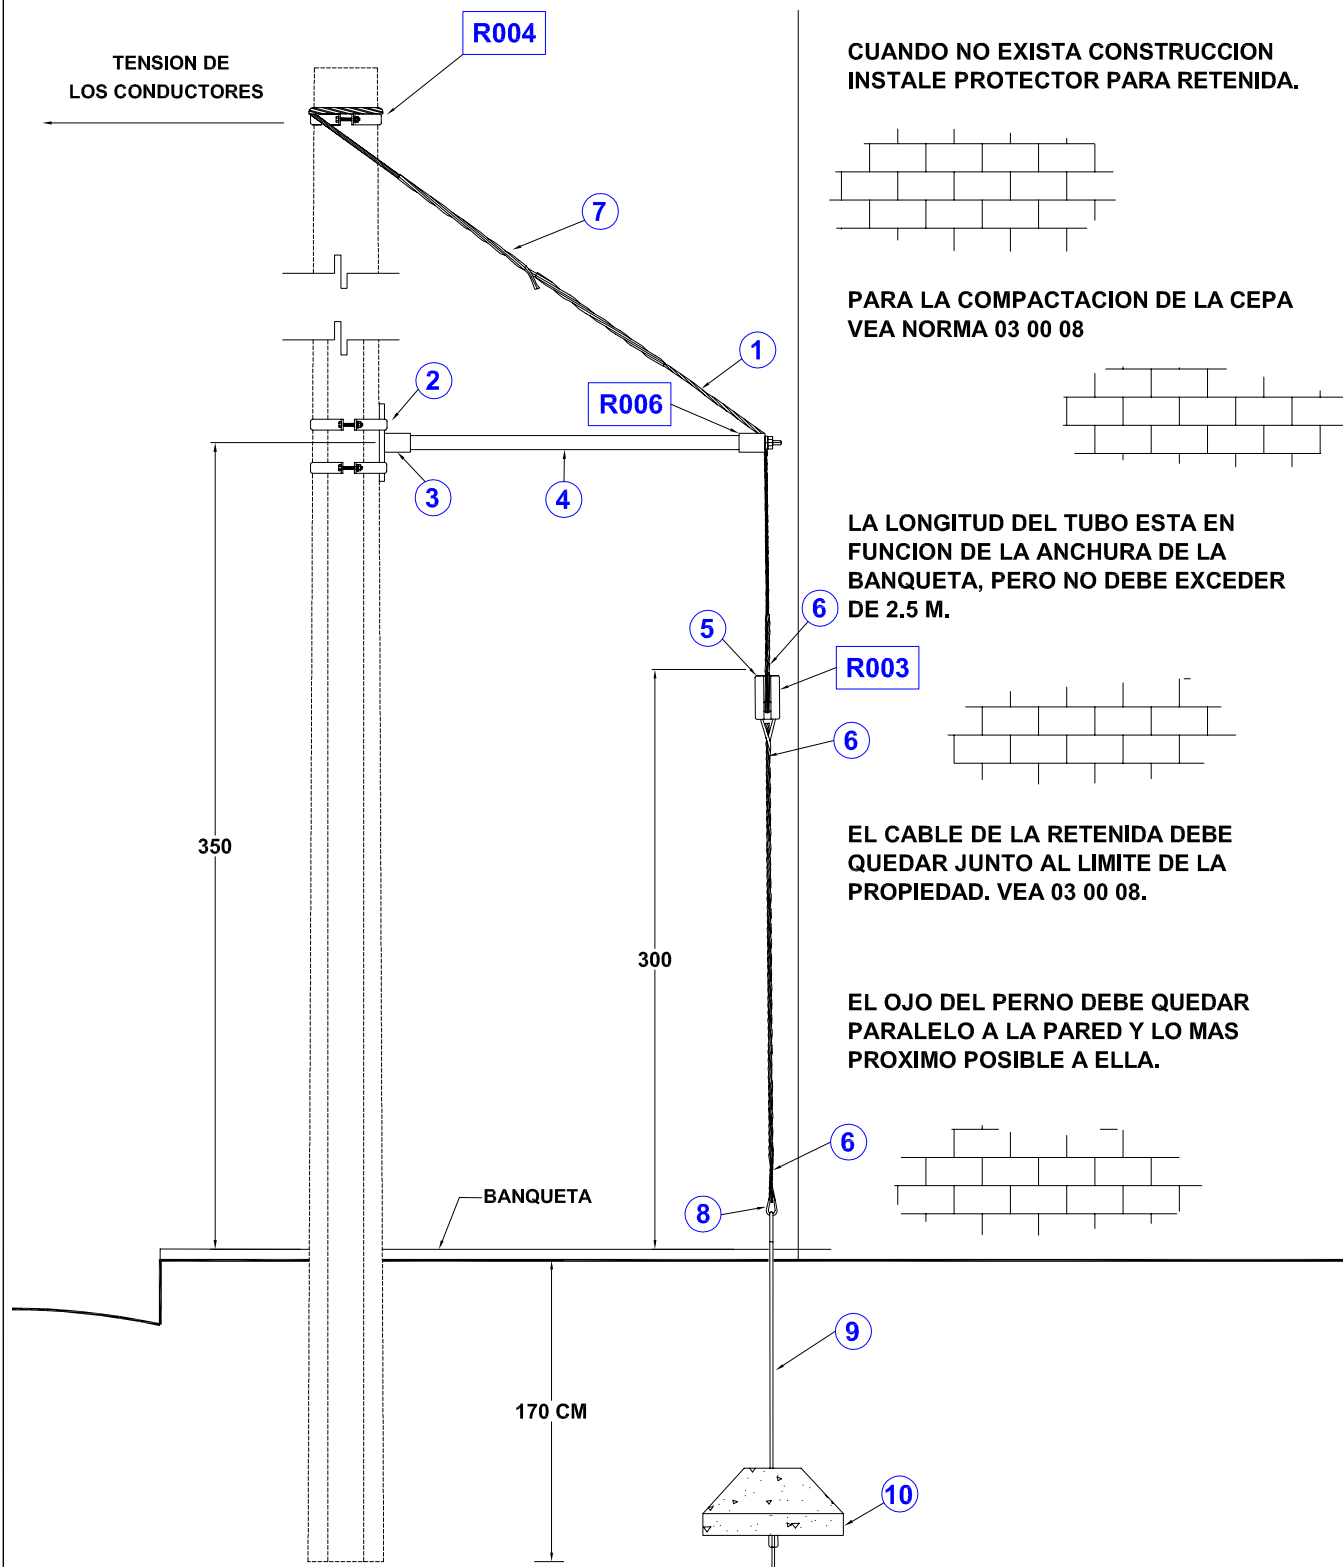 R004
TENSION DE
LOS CONDUCTORES
CUANDO NO EXISTA CONSTRUCCION
INSTALE PROTECTOR PARA RETENIDA.
7
PARA LA COMPACTACION DE LA CEPA
VEA NORMA 03 00 08
1
2
R006
3
4
LA LONGITUD DEL TUBO ESTA EN
FUNCION DE LA ANCHURA DE LA
BANQUETA, PERO NO DEBE EXCEDER
DE 2.5 M.
6
5
R003
6
350
EL CABLE DE LA RETENIDA DEBE
QUEDAR JUNTO AL LIMITE DE LA
PROPIEDAD. VEA 03 00 08.
300
EL OJO DEL PERNO DEBE QUEDAR
PARALELO A LA PARED Y LO MAS
PROXIMO POSIBLE A ELLA.
6
BANQUETA
8
9
170 CM
10